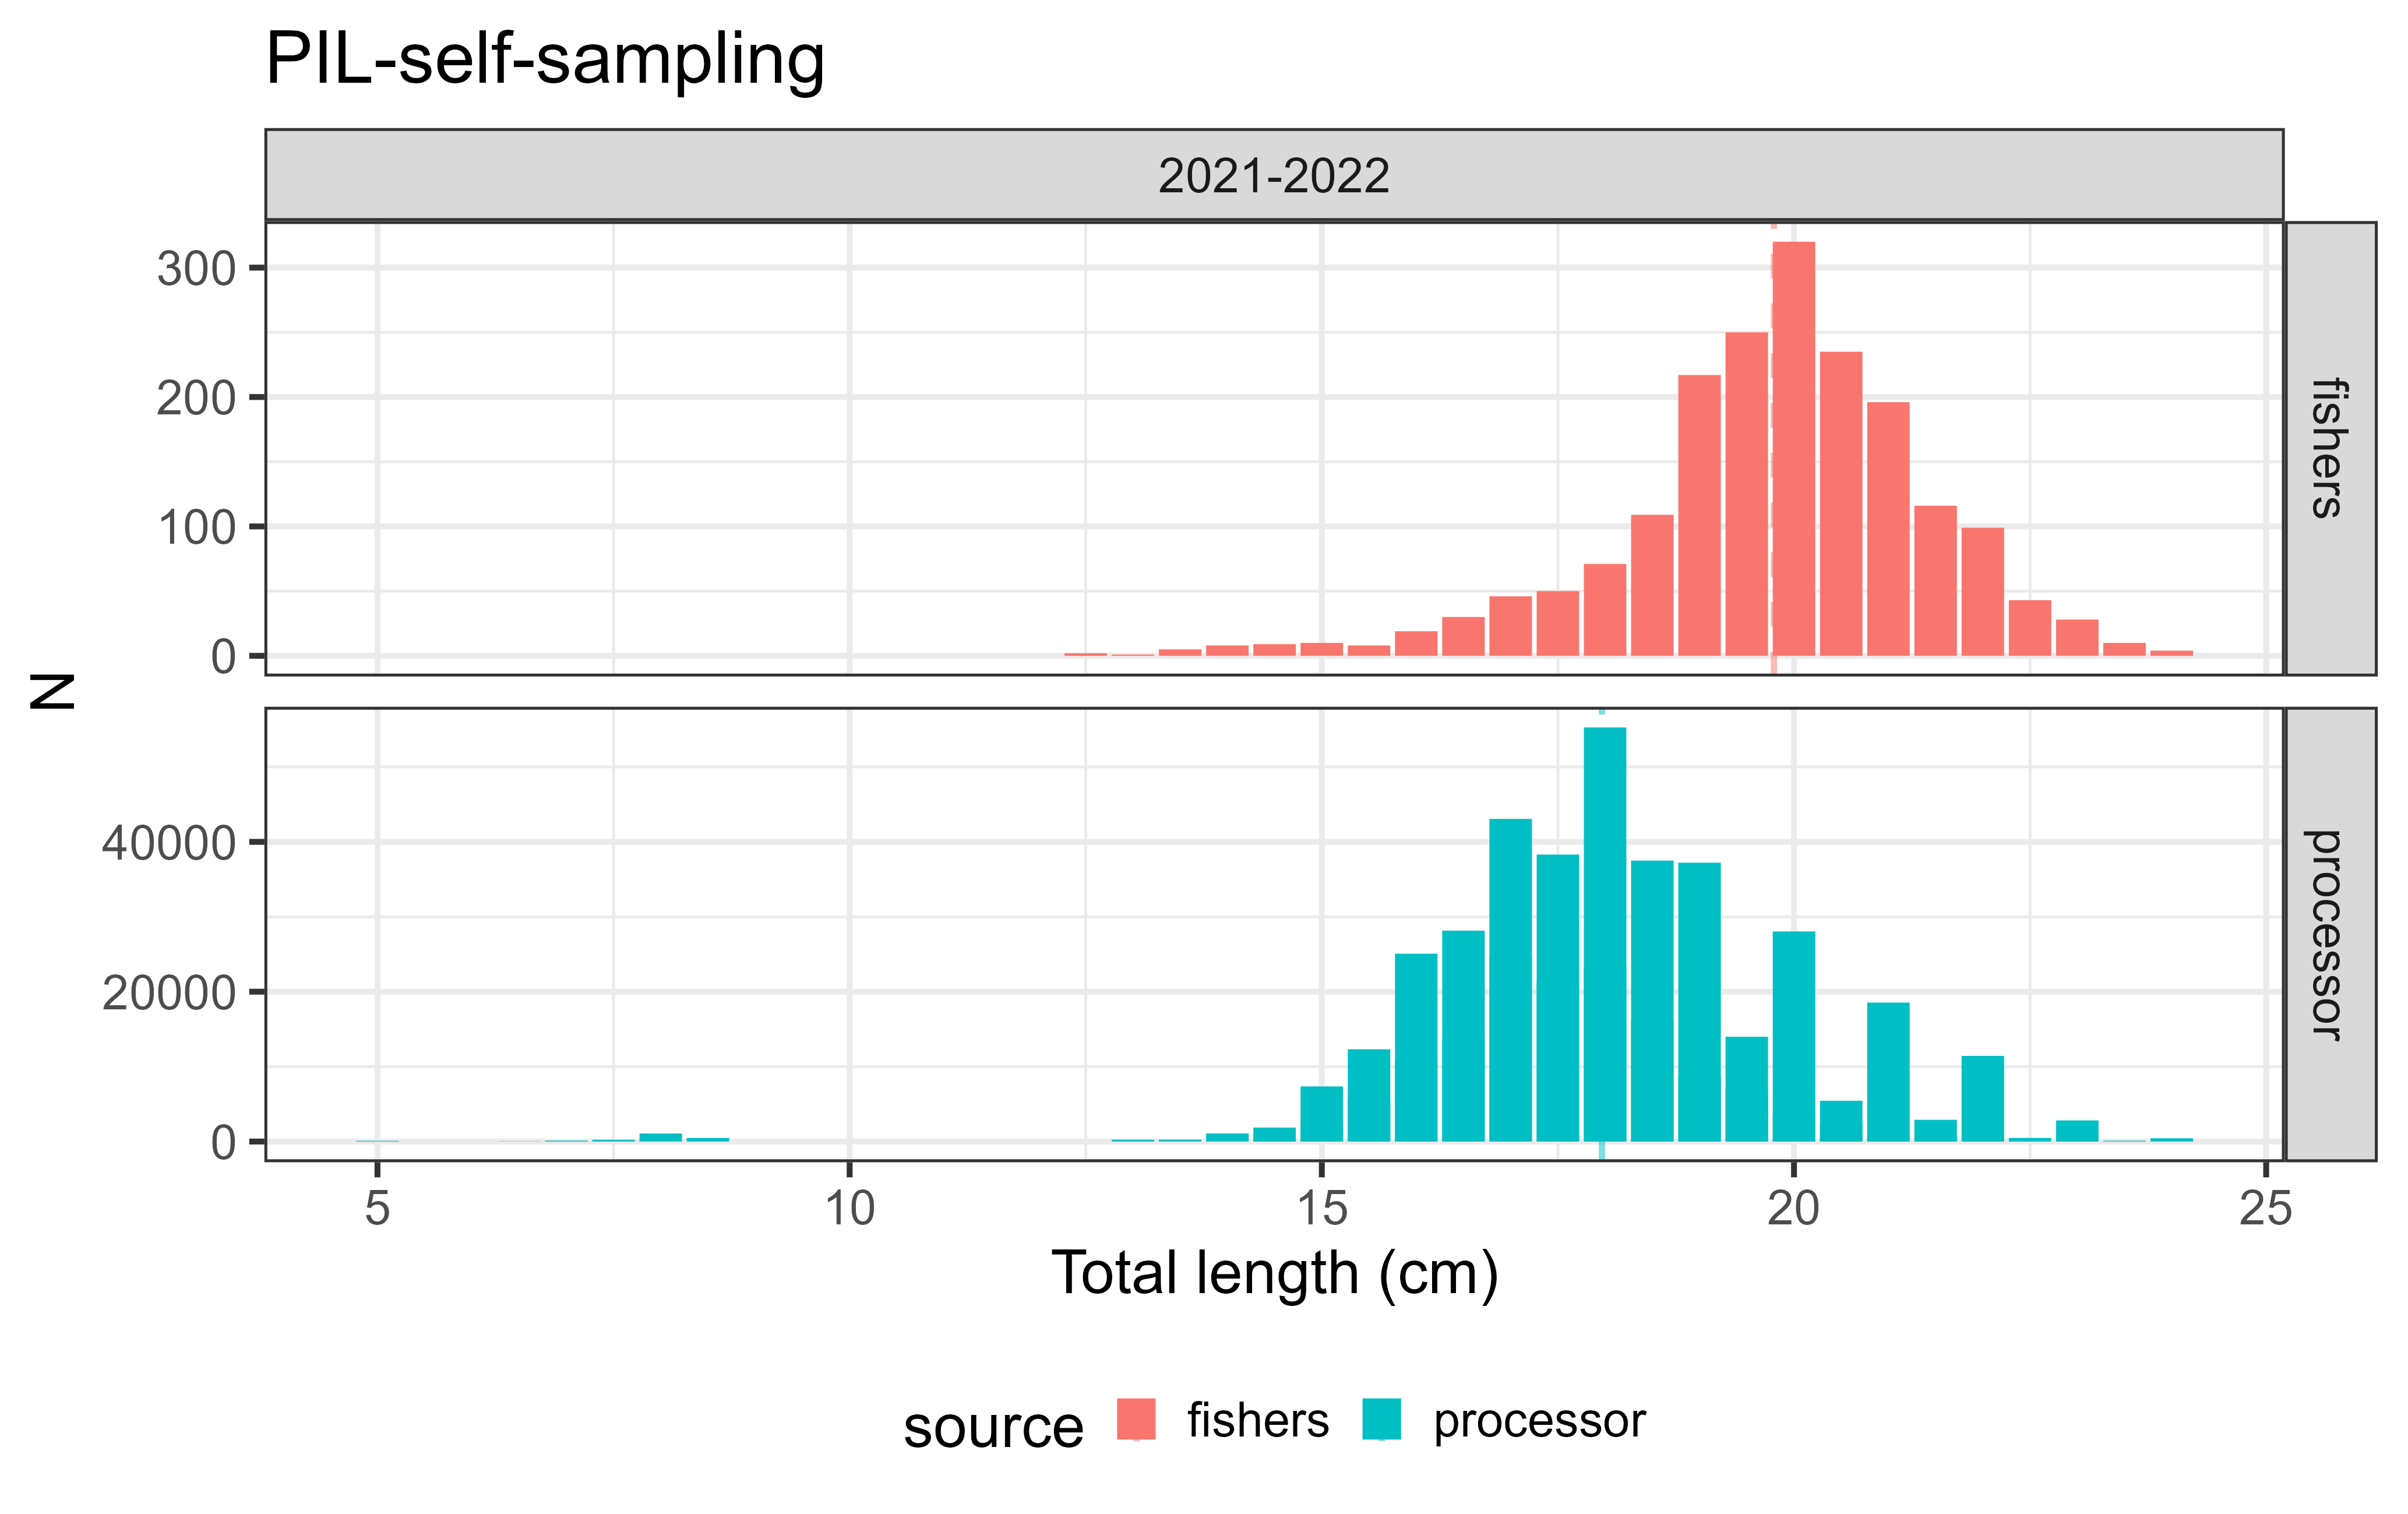 PIL-self-sampling
2021-2022
300
200
100
0
fishers
N
40000
20000
0
processor
5 10 15 20 25
Total length (cm)
source fishers processor